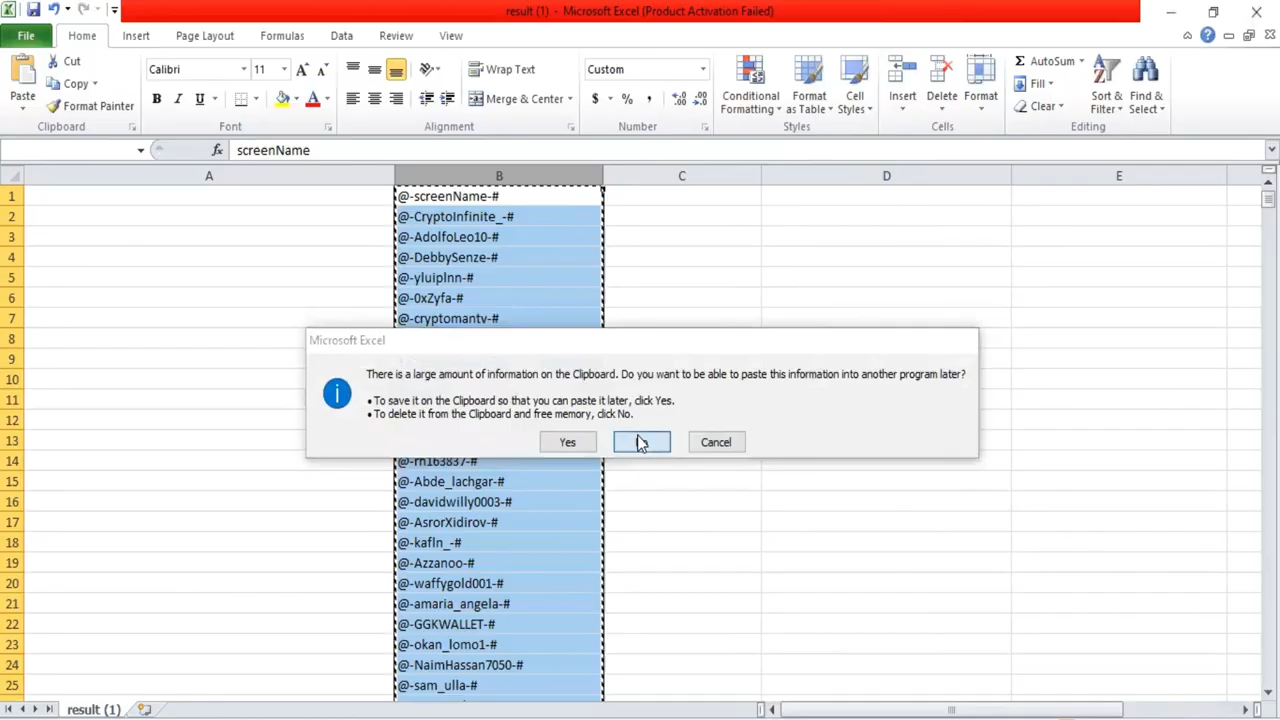 result (1) - Microsoft Excel (Product Activation Failed)
File Home Insert Page Layout Formulas Data Review View
Paste
Cut
Copy
Format Painter
Clipboard
Calibri 11
B I U
Font
Wrap Text
Merge & Center
Alignment
Custom
$ % ,
Number
Conditional Formatting
Format as Table
Cell Styles
Styles
Insert
Delete
Format
Cells
AutoSum
Fill
Clear
Sort & Filter
Find & Select
Editing
fx screenName
A B C D E
1 @-screenName-#
2 @-CryptoInfinite_-#
3 @-AdolfoLeo10-#
4 @-DebbySenze-#
5 @-yluiplnn-#
6 @-0xZyfa-#
7 @-cryptomantv-#
8
9
10
11
12
13
Microsoft Excel
There is a large amount of information on the Clipboard. Do you want to be able to paste this information into another program later?
• To save it on the Clipboard so that you can paste it later, click Yes.
• To delete it from the Clipboard and free memory, click No.
Yes Cancel
14 @-rh163837-#
15 @-Abde_lachgar-#
16 @-davidwilly0003-#
17 @-AsrorXidirov-#
18 @-kafln_-#
19 @-Azzanoo-#
20 @-waffygold001-#
21 @-amaria_angela-#
22 @-GGKWALLET-#
23 @-okan_lomo1-#
24 @-NaimHassan7050-#
25 @-sam_ulla-#
result (1)